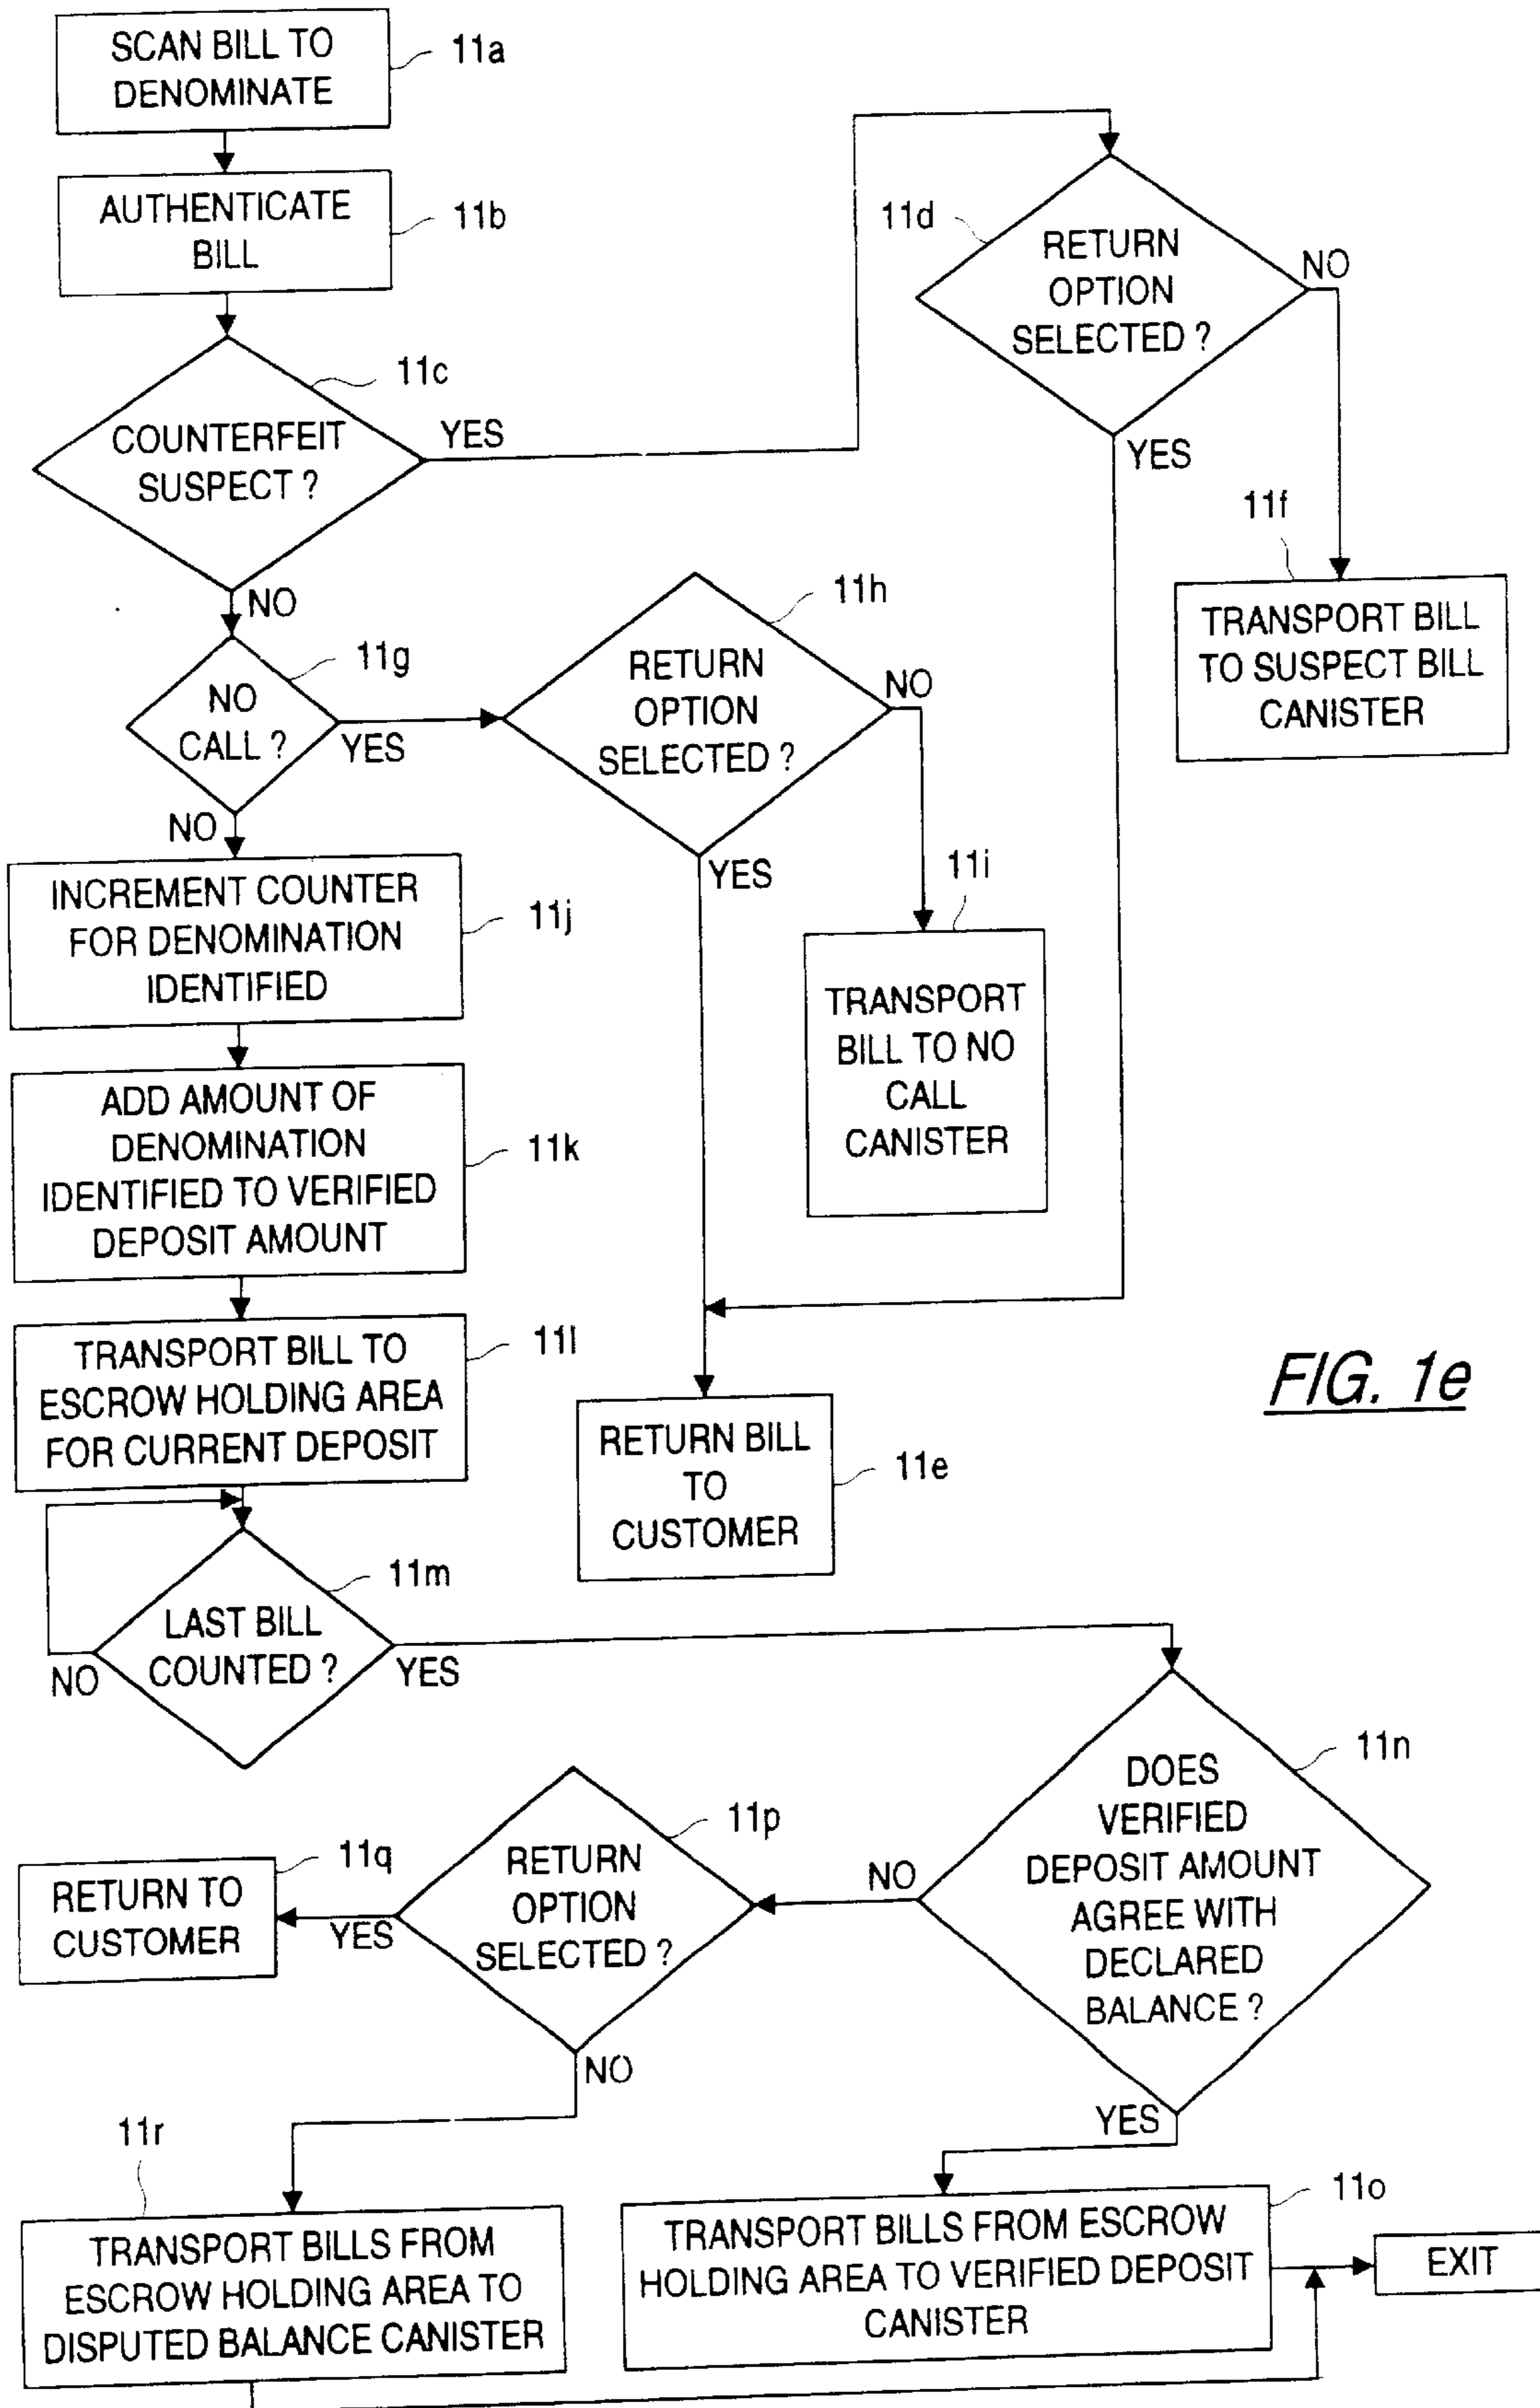 SCAN BILL TO
DENOMINATE
11a
AUTHENTICATE
BILL
11b
COUNTERFEIT
SUSPECT ?
11c
YES
NO
RETURN
OPTION
SELECTED ?
11d
NO
YES
11f
TRANSPORT BILL
TO SUSPECT BILL
CANISTER
NO
CALL ?
11g
YES
NO
RETURN
OPTION
SELECTED ?
11h
NO
YES
11i
TRANSPORT
BILL TO NO
CALL
CANISTER
INCREMENT COUNTER
FOR DENOMINATION
IDENTIFIED
11j
ADD AMOUNT OF
DENOMINATION
IDENTIFIED TO VERIFIED
DEPOSIT AMOUNT
11k
TRANSPORT BILL TO
ESCROW HOLDING AREA
FOR CURRENT DEPOSIT
11l
RETURN BILL
TO
CUSTOMER
11e
FIG. 1e
LAST BILL
COUNTED ?
11m
NO
YES
DOES
VERIFIED
DEPOSIT AMOUNT
AGREE WITH
DECLARED
BALANCE ?
11n
NO
YES
RETURN
OPTION
SELECTED ?
11p
YES
NO
RETURN TO
CUSTOMER
11q
11r
TRANSPORT BILLS FROM
ESCROW HOLDING AREA TO
DISPUTED BALANCE CANISTER
TRANSPORT BILLS FROM ESCROW
HOLDING AREA TO VERIFIED DEPOSIT
CANISTER
11o
EXIT